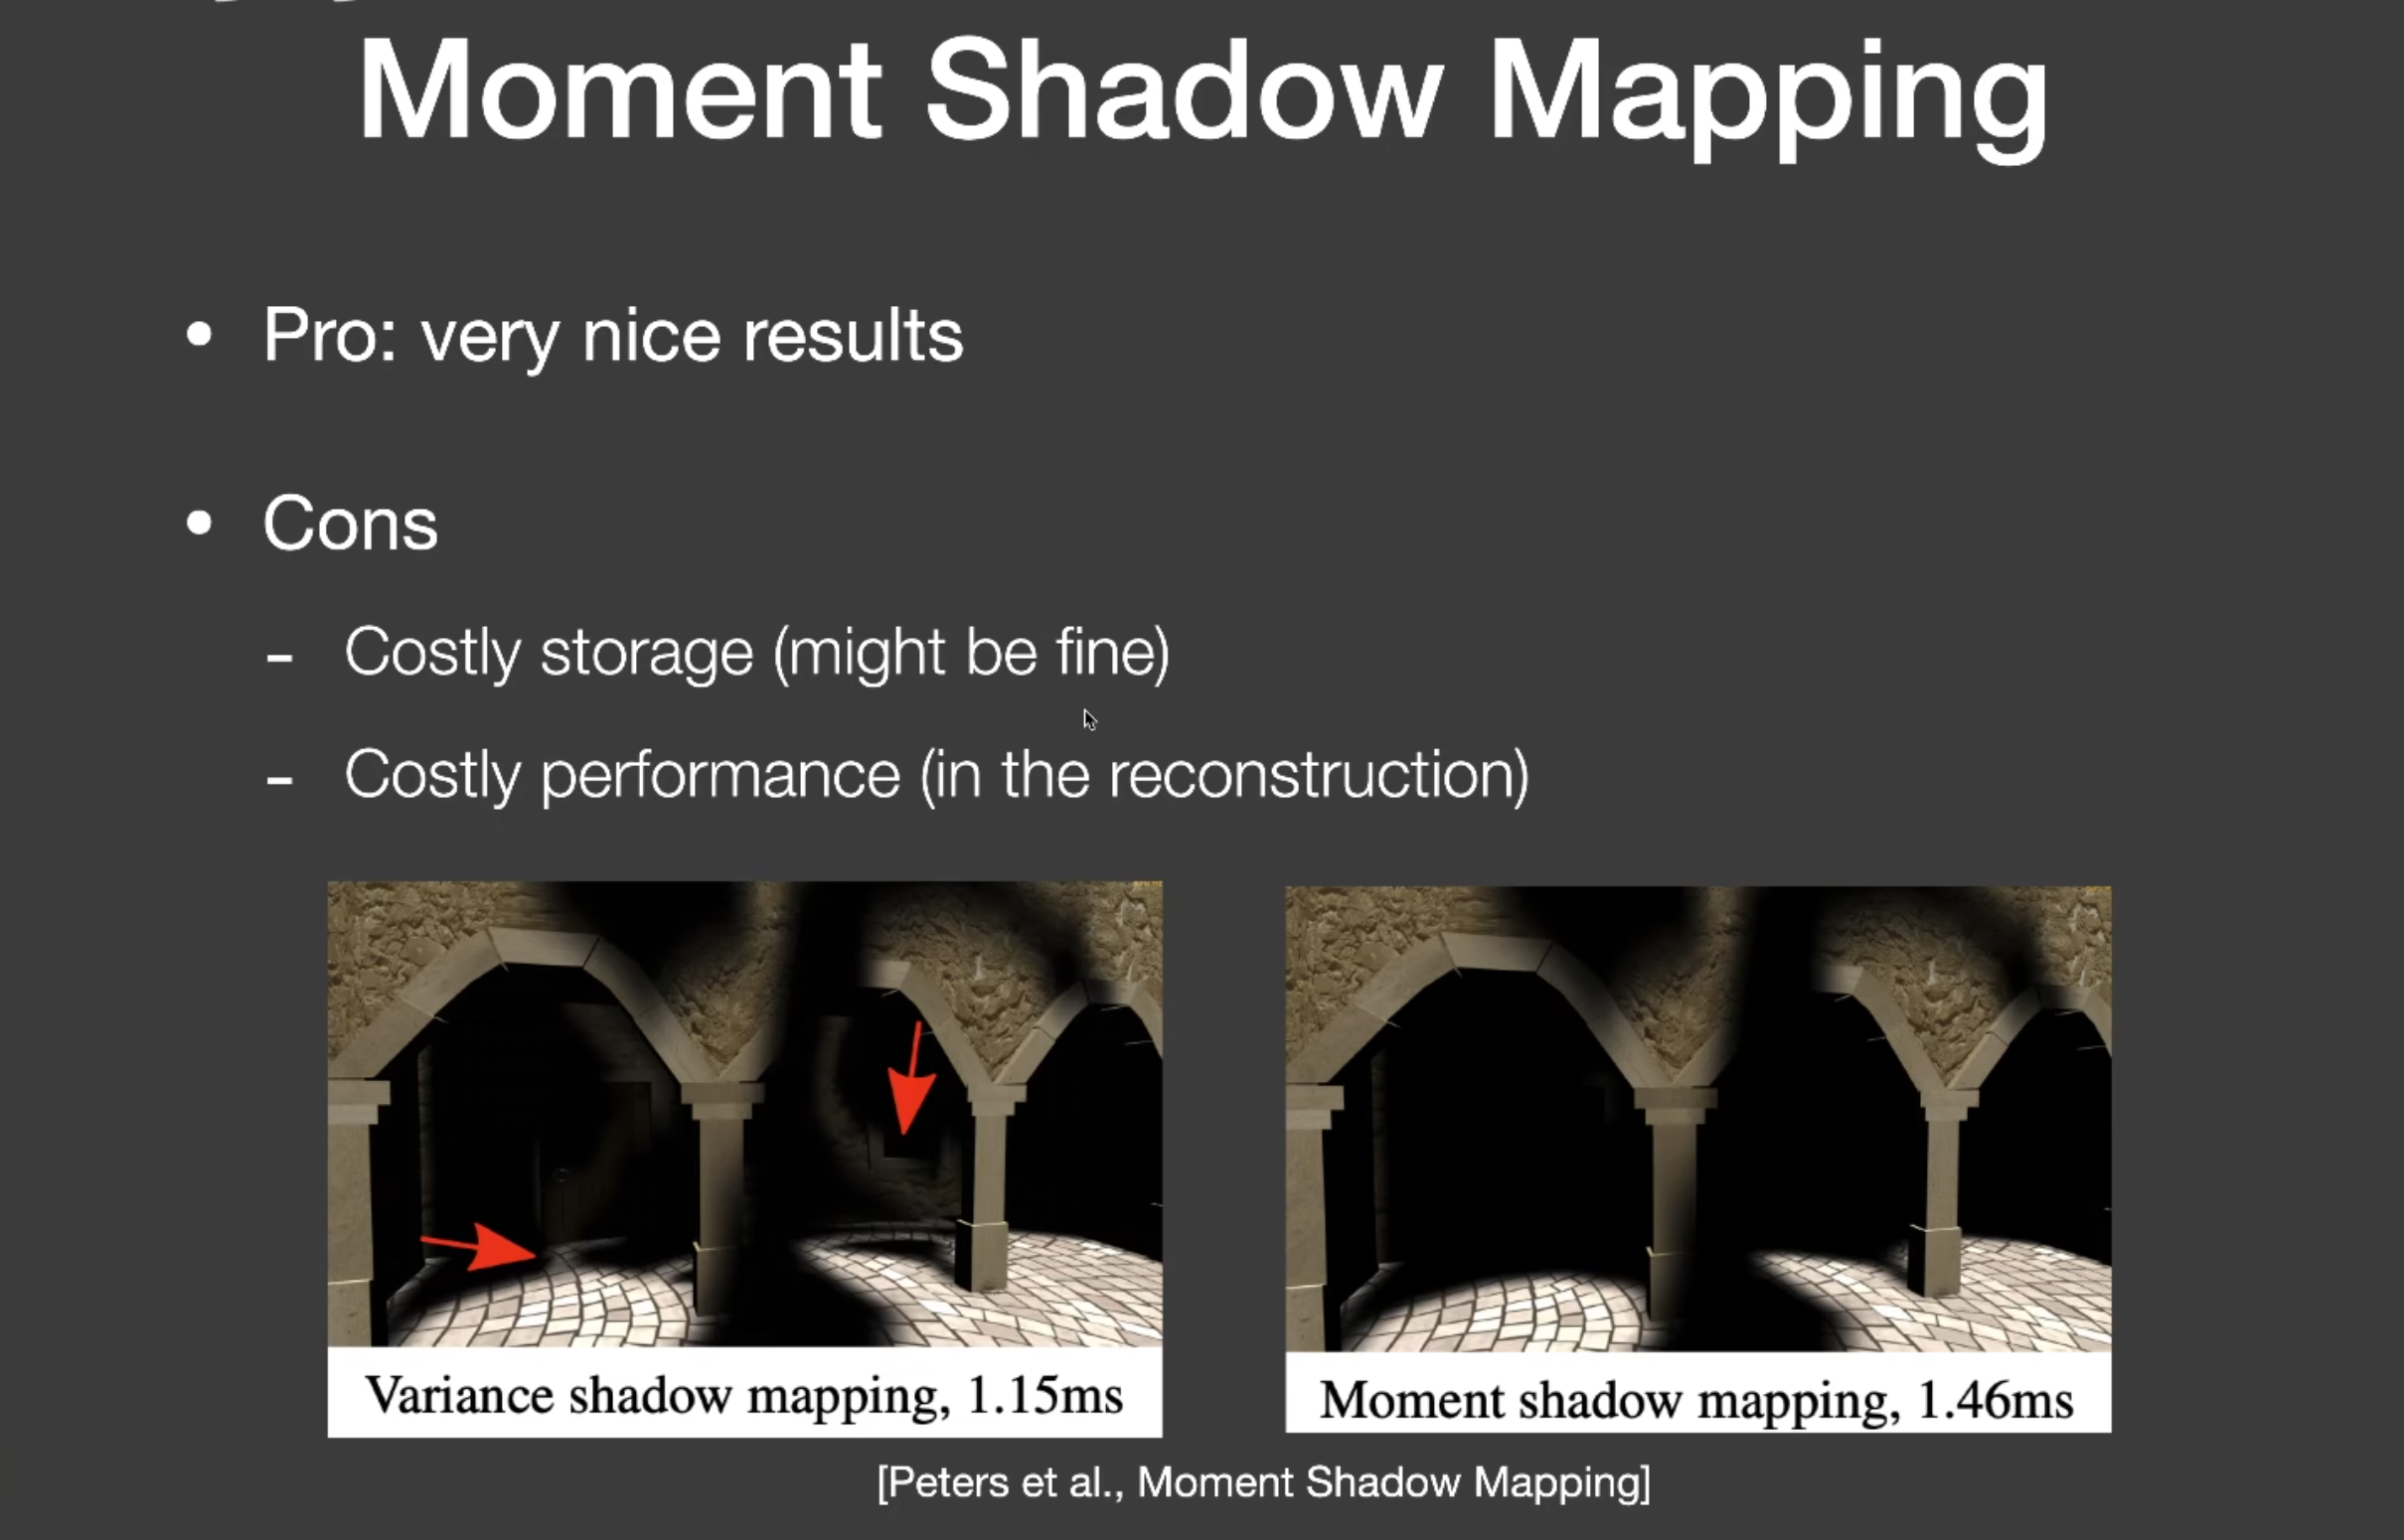 Moment Shadow Mapping
• Pro: very nice results
• Cons
- Costly storage (might be fine)
- Costly performance (in the reconstruction)
Variance shadow mapping, 1.15ms
Moment shadow mapping, 1.46ms
[Peters et al., Moment Shadow Mapping]